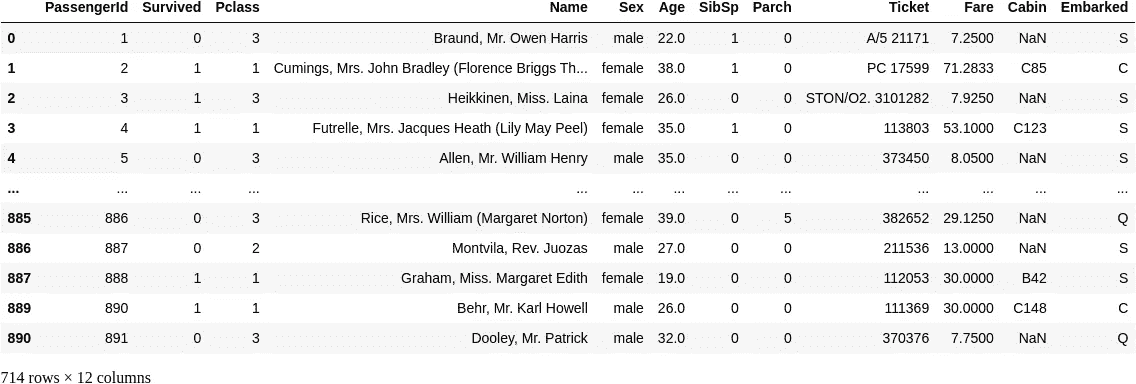 PassengerId Survived Pclass Name Sex Age SibSp Parch Ticket Fare Cabin Embarked
0 1 0 3 Braund, Mr. Owen Harris male 22.0 1 0 A/5 21171 7.2500 NaN S
1 2 1 1 Cumings, Mrs. John Bradley (Florence Briggs Th... female 38.0 1 0 PC 17599 71.2833 C85 C
2 3 1 3 Heikkinen, Miss. Laina female 26.0 0 0 STON/O2. 3101282 7.9250 NaN S
3 4 1 1 Futrelle, Mrs. Jacques Heath (Lily May Peel) female 35.0 1 0 113803 53.1000 C123 S
4 5 0 3 Allen, Mr. William Henry male 35.0 0 0 373450 8.0500 NaN S
... ... ... ... ... ... ... ... ... ... ... ... ...
885 886 0 3 Rice, Mrs. William (Margaret Norton) female 39.0 0 5 382652 29.1250 NaN Q
886 887 0 2 Montvila, Rev. Juozas male 27.0 0 0 211536 13.0000 NaN S
887 888 1 1 Graham, Miss. Margaret Edith female 19.0 0 0 112053 30.0000 B42 S
889 890 1 1 Behr, Mr. Karl Howell male 26.0 0 0 111369 30.0000 C148 C
890 891 0 3 Dooley, Mr. Patrick male 32.0 0 0 370376 7.7500 NaN Q
714 rows × 12 columns